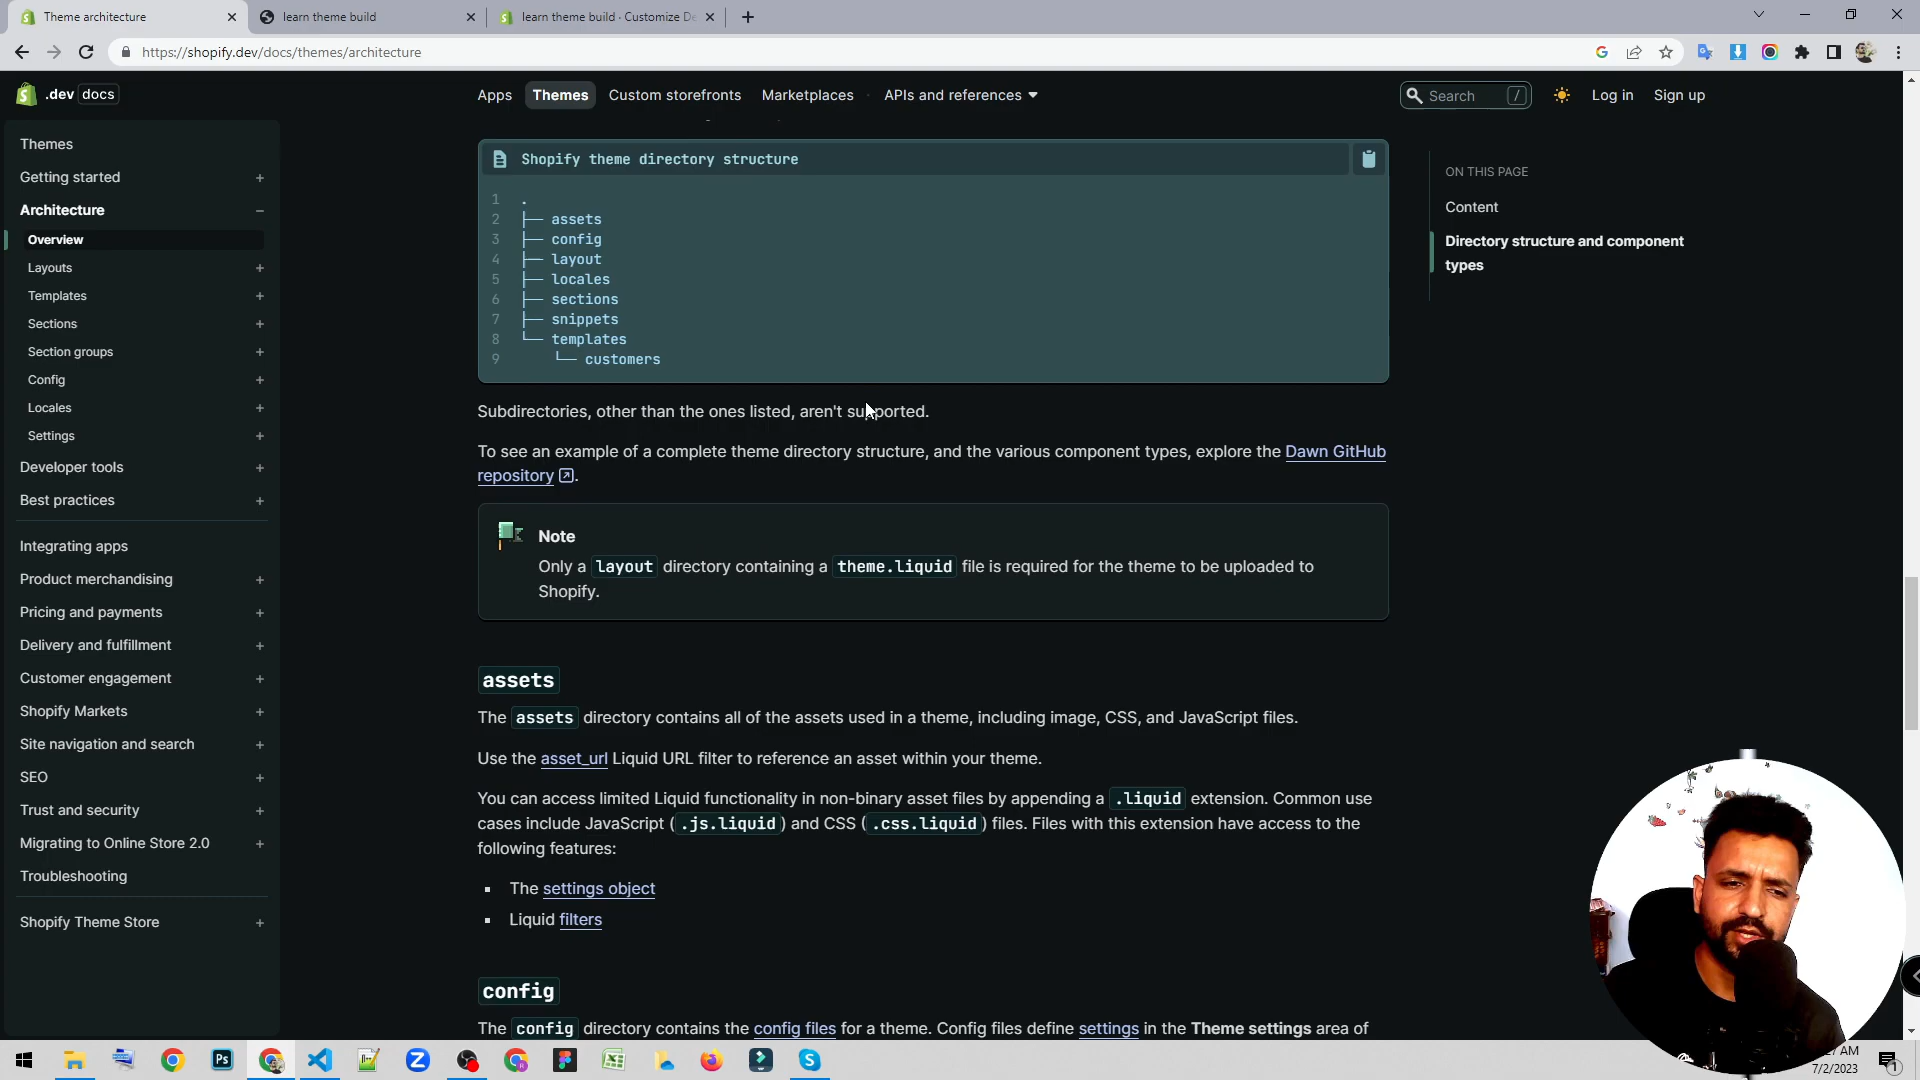 Theme architecture
learn theme build
learn theme build · Customize De
https://shopify.dev/docs/themes/architecture
.dev docs
Apps
Themes
Custom storefronts
Marketplaces
APIs and references
Search /
Log in
Sign up
Themes
Getting started
Architecture
Overview
Layouts
Templates
Sections
Section groups
Config
Locales
Settings
Developer tools
Best practices
Integrating apps
Product merchandising
Pricing and payments
Delivery and fulfillment
Customer engagement
Shopify Markets
Site navigation and search
SEO
Trust and security
Migrating to Online Store 2.0
Troubleshooting
Shopify Theme Store
Shopify theme directory structure
1 .
2 ├── assets
3 ├── config
4 ├── layout
5 ├── locales
6 ├── sections
7 ├── snippets
8 └── templates
9 └── customers
Subdirectories, other than the ones listed, aren't supported.
To see an example of a complete theme directory structure, and the various component types, explore the Dawn GitHub
repository.
Note
Only a layout directory containing a theme.liquid file is required for the theme to be uploaded to
Shopify.
assets
The assets directory contains all of the assets used in a theme, including image, CSS, and JavaScript files.
Use the asset_url Liquid URL filter to reference an asset within your theme.
You can access limited Liquid functionality in non-binary asset files by appending a .liquid extension. Common use
cases include JavaScript (.js.liquid) and CSS (.css.liquid) files. Files with this extension have access to the
following features:
▪ The settings object
▪ Liquid filters
config
The config directory contains the config files for a theme. Config files define settings in the Theme settings area of
ON THIS PAGE
Content
Directory structure and component
types
AM
7/2/2023